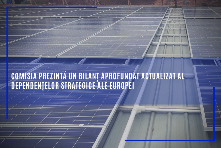 COMISIA PREZINTĂ UN BILANȚ APROFUNDAT ACTUALIZAT AL
DEPENDENȚELOR STRATEGICE ALE EUROPEI